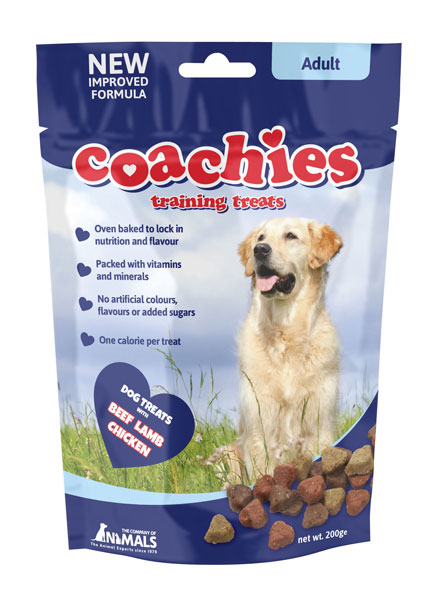 NEW
IMPROVED
FORMULA
Adult
coachies
training treats
Oven baked to lock in
nutrition and flavour
Packed with vitamins
and minerals
No artificial colours,
flavours or added sugars
One calorie per treat
DOG TREATS
WITH
BEEF LAMB
CHICKEN
THE COMPANY OF
ANIMALS
The Animal Experts since 1979
net wt. 200ge